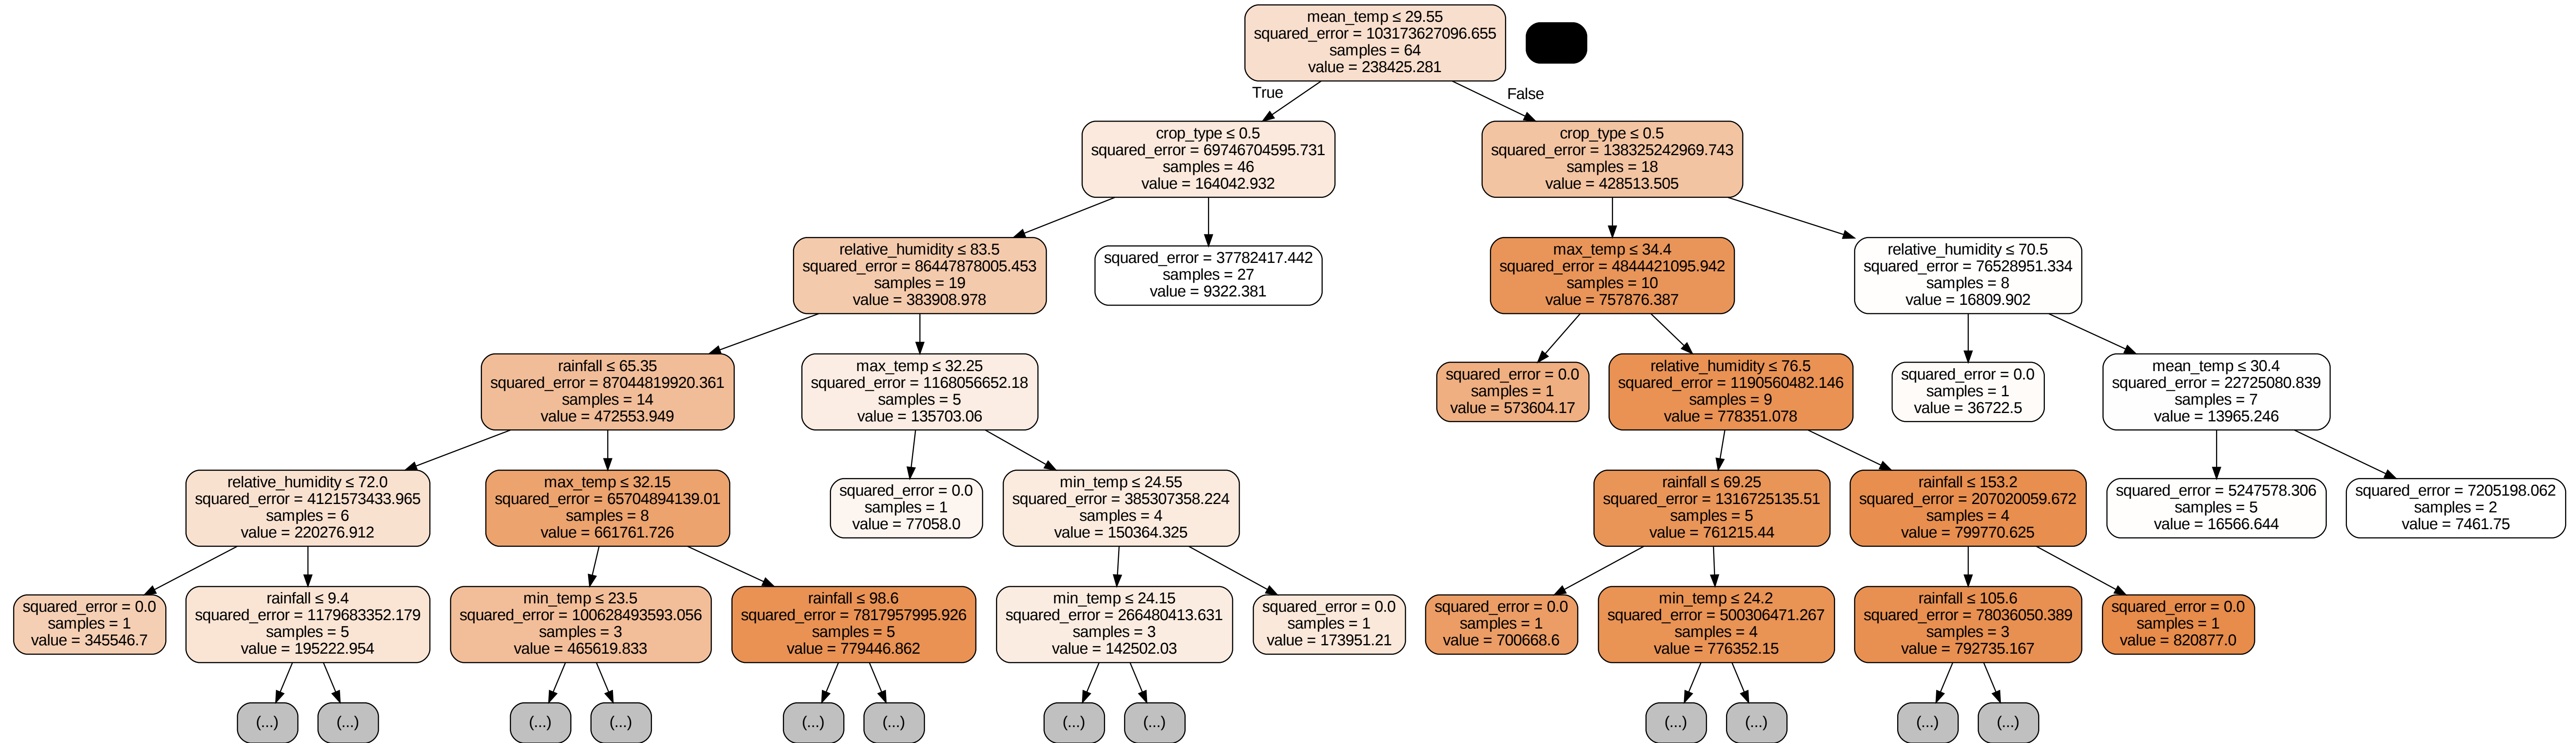 mean_temp ≤ 29.55
squared_error = 103173627096.655
samples = 64
value = 238425.281
True
False
crop_type ≤ 0.5
squared_error = 69746704595.731
samples = 46
value = 164042.932
crop_type ≤ 0.5
squared_error = 138325242969.743
samples = 18
value = 428513.505
relative_humidity ≤ 83.5
squared_error = 86447878005.453
samples = 19
value = 383908.978
squared_error = 37782417.442
samples = 27
value = 9322.381
max_temp ≤ 34.4
squared_error = 4844421095.942
samples = 10
value = 757876.387
relative_humidity ≤ 70.5
squared_error = 76528951.334
samples = 8
value = 16809.902
rainfall ≤ 65.35
squared_error = 87044819920.361
samples = 14
value = 472553.949
max_temp ≤ 32.25
squared_error = 1168056652.18
samples = 5
value = 135703.06
squared_error = 0.0
samples = 1
value = 573604.17
relative_humidity ≤ 76.5
squared_error = 1190560482.146
samples = 9
value = 778351.078
squared_error = 0.0
samples = 1
value = 36722.5
mean_temp ≤ 30.4
squared_error = 22725080.839
samples = 7
value = 13965.246
relative_humidity ≤ 72.0
squared_error = 4121573433.965
samples = 6
value = 220276.912
max_temp ≤ 32.15
squared_error = 65704894139.01
samples = 8
value = 661761.726
squared_error = 0.0
samples = 1
value = 77058.0
min_temp ≤ 24.55
squared_error = 385307358.224
samples = 4
value = 150364.325
rainfall ≤ 69.25
squared_error = 1316725135.51
samples = 5
value = 761215.44
rainfall ≤ 153.2
squared_error = 207020059.672
samples = 4
value = 799770.625
squared_error = 5247578.306
samples = 5
value = 16566.644
squared_error = 7205198.062
samples = 2
value = 7461.75
squared_error = 0.0
samples = 1
value = 345546.7
rainfall ≤ 9.4
squared_error = 1179683352.179
samples = 5
value = 195222.954
min_temp ≤ 23.5
squared_error = 100628493593.056
samples = 3
value = 465619.833
rainfall ≤ 98.6
squared_error = 7817957995.926
samples = 5
value = 779446.862
min_temp ≤ 24.15
squared_error = 266480413.631
samples = 3
value = 142502.03
squared_error = 0.0
samples = 1
value = 173951.21
squared_error = 0.0
samples = 1
value = 700668.6
min_temp ≤ 24.2
squared_error = 500306471.267
samples = 4
value = 776352.15
rainfall ≤ 105.6
squared_error = 78036050.389
samples = 3
value = 792735.167
squared_error = 0.0
samples = 1
value = 820877.0
(...)
(...)
(...)
(...)
(...)
(...)
(...)
(...)
(...)
(...)
(...)
(...)